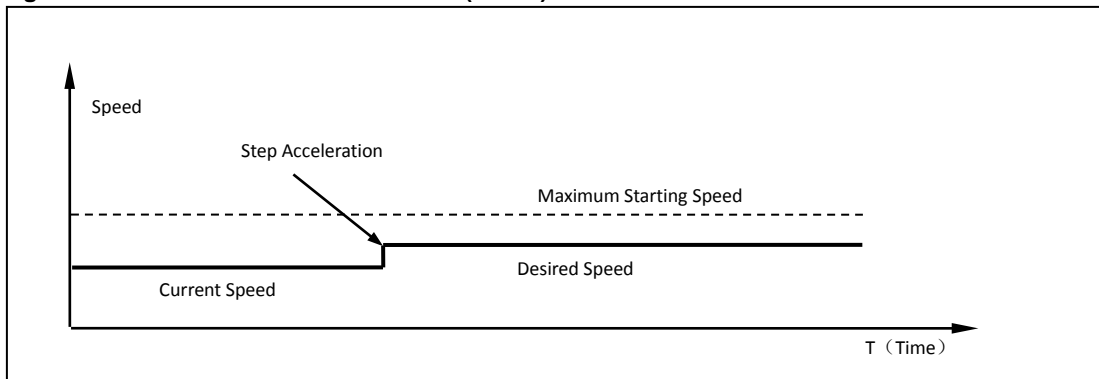 Speed
Step Acceleration
Maximum Starting Speed
Desired Speed
Current Speed
T（Time）